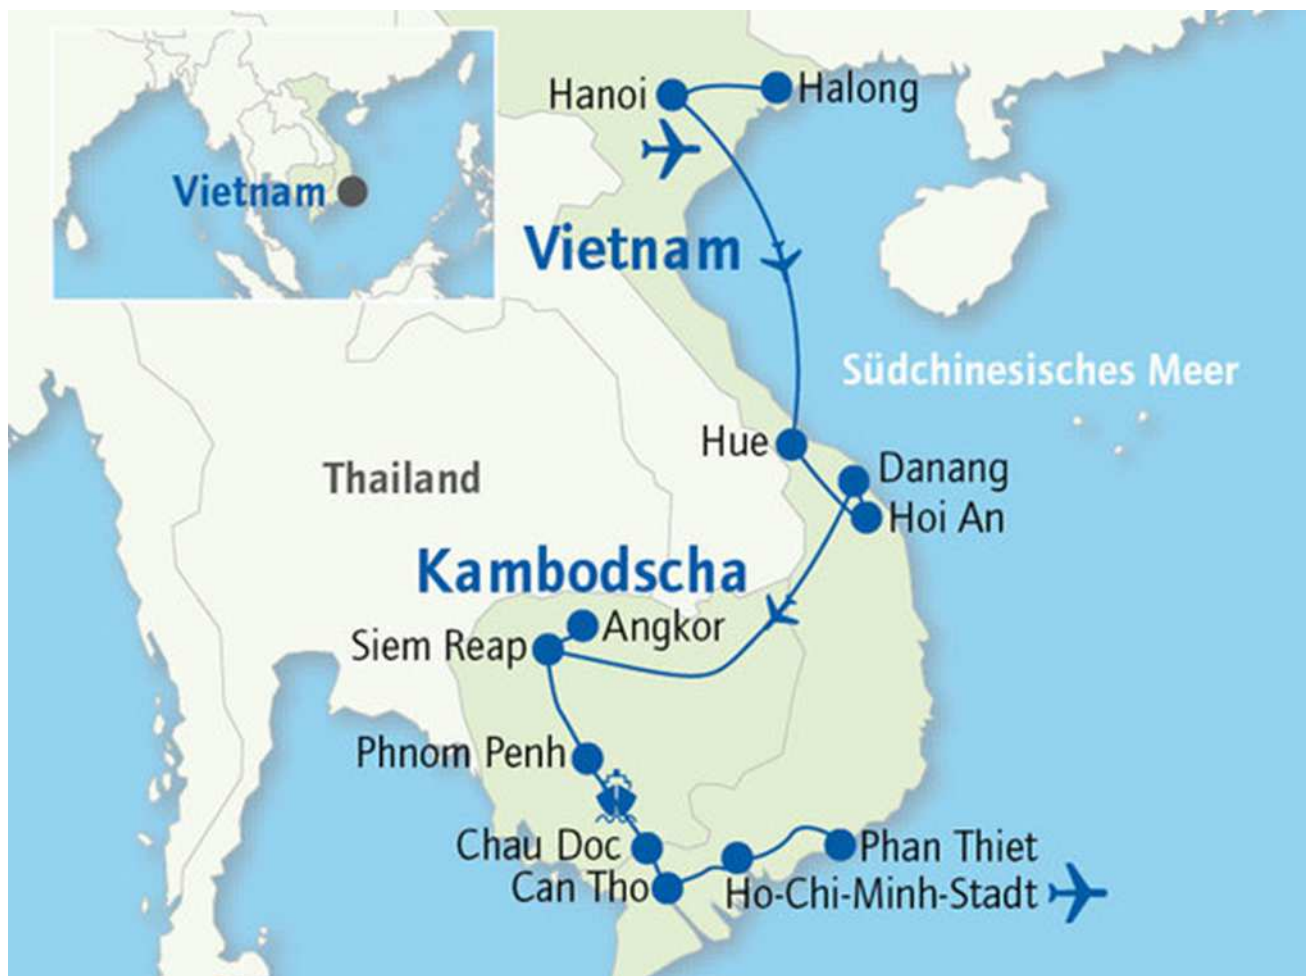 Hanoi
Halong
Vietnam
Vietnam
Südchinesisches Meer
Hue
Danang
Thailand
Hoi An
Kambodscha
Angkor
Siem Reap
Phnom Penh
Chau Doc
Phan Thiet
Can Tho
Ho-Chi-Minh-Stadt